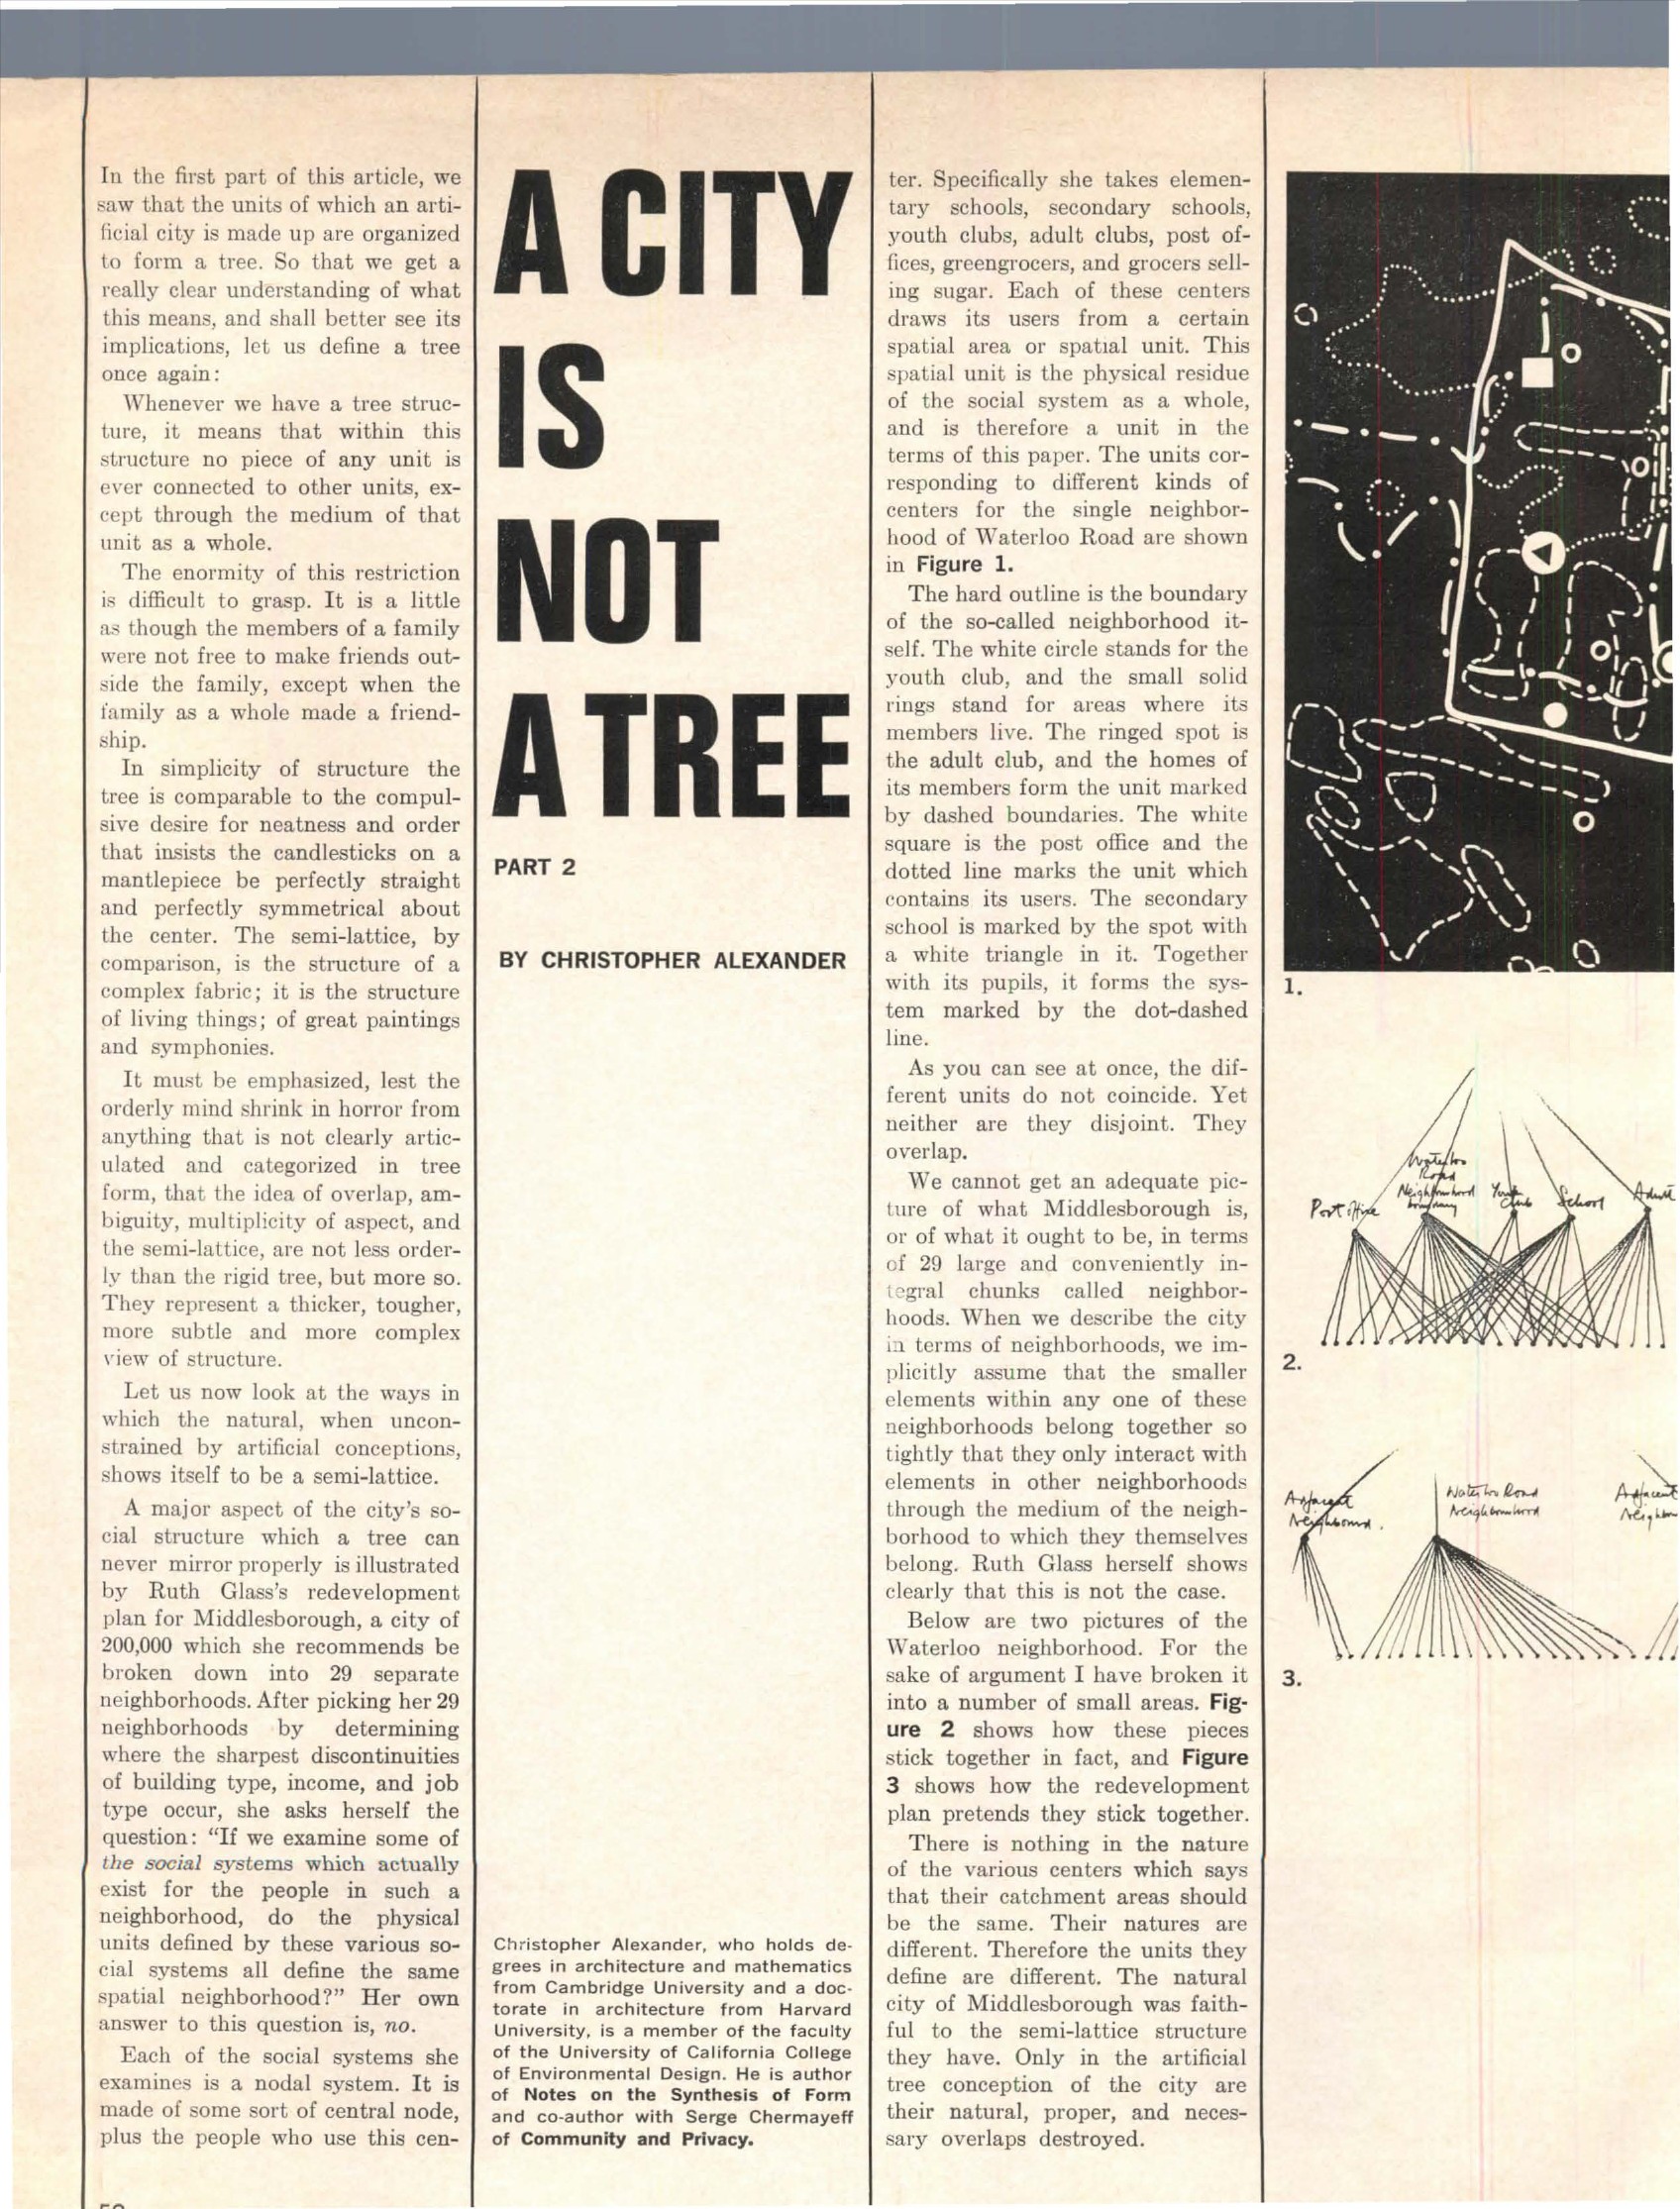 In the first part of this article, we
saw that the units of which an arti-
ficial city is made up are organized
to form a tree. So that we get a
really clear understanding of what
this means, and shall better see its
implications, let us define a tree
once again:
Whenever we have a tree struc-
ture, it means that within this
structure no piece of any unit is
ever connected to other units, ex-
cept through the medium of that
unit as a whole.
The enormity of this restriction
is difficult to grasp. It is a little
as though the members of a family
were not free to make friends out-
side the family, except when the
family as a whole made a friend-
ship.
In simplicity of structure the
tree is comparable to the compul-
sive desire for neatness and order
that insists the candlesticks on a
mantlepiece be perfectly straight
and perfectly symmetrical about
the center. The semi-lattice, by
comparison, is the structure of a
complex fabric; it is the structure
of living things; of great paintings
and symphonies.
It must be emphasized, lest the
orderly mind shrink in horror from
anything that is not clearly artic-
ulated and categorized in tree
form, that the idea of overlap, am-
biguity, multiplicity of aspect, and
the semi-lattice, are not less order-
ly than the rigid tree, but more so.
They represent a thicker, tougher,
more subtle and more complex
view of structure.
Let us now look at the ways in
which the natural, when uncon-
strained by artificial conceptions,
shows itself to be a semi-lattice.
A major aspect of the city's so-
cial structure which a tree can
never mirror properly is illustrated
by Ruth Glass's redevelopment
plan for Middlesborough, a city of
200,000 which she recommends be
broken down into 29 separate
neighborhoods. After picking her 29
neighborhoods by determining
where the sharpest discontinuities
of building type, income, and job
type occur, she asks herself the
question: "If we examine some of
the social systems which actually
exist for the people in such a
neighborhood, do the physical
units defined by these various so-
cial systems all define the same
spatial neighborhood?" Her own
answer to this question is, no.
Each of the social systems she
examines is a nodal system. It is
made of some sort of central node,
plus the people who use this cen-
A CITY
IS
NOT
A TREE
PART 2
BY CHRISTOPHER ALEXANDER
Christopher Alexander, who holds de-
grees in architecture and mathematics
from Cambridge University and a doc-
torate in architecture from Harvard
University, is a member of the faculty
of the University of California College
of Environmental Design. He is author
of Notes on the Synthesis of Form
and co-author with Serge Chermayeff
of Community and Privacy.
ter. Specifically she takes elemen-
tary schools, secondary schools,
youth clubs, adult clubs, post of-
fices, greengrocers, and grocers sell-
ing sugar. Each of these centers
draws its users from a certain
spatial area or spatial unit. This
spatial unit is the physical residue
of the social system as a whole,
and is therefore a unit in the
terms of this paper. The units cor-
responding to different kinds of
centers for the single neighbor-
hood of Waterloo Road are shown
in Figure 1.
The hard outline is the boundary
of the so-called neighborhood it-
self. The white circle stands for the
youth club, and the small solid
rings stand for areas where its
members live. The ringed spot is
the adult club, and the homes of
its members form the unit marked
by dashed boundaries. The white
square is the post office and the
dotted line marks the unit which
contains its users. The secondary
school is marked by the spot with
a white triangle in it. Together
with its pupils, it forms the sys-
tem marked by the dot-dashed
line.
As you can see at once, the dif-
ferent units do not coincide. Yet
neither are they disjoint. They
overlap.
We cannot get an adequate pic-
ture of what Middlesborough is,
or of what it ought to be, in terms
of 29 large and conveniently in-
tegral chunks called neighbor-
hoods. When we describe the city
in terms of neighborhoods, we im-
plicitly assume that the smaller
elements within any one of these
neighborhoods belong together so
tightly that they only interact with
elements in other neighborhoods
through the medium of the neigh-
borhood to which they themselves
belong. Ruth Glass herself shows
clearly that this is not the case.
Below are two pictures of the
Waterloo neighborhood. For the
sake of argument I have broken it
into a number of small areas. Fig-
ure 2 shows how these pieces
stick together in fact, and Figure
3 shows how the redevelopment
plan pretends they stick together.
There is nothing in the nature
of the various centers which says
that their catchment areas should
be the same. Their natures are
different. Therefore the units they
define are different. The natural
city of Middlesborough was faith-
ful to the semi-lattice structure
they have. Only in the artificial
tree conception of the city are
their natural, proper, and neces-
sary overlaps destroyed.
1.
Post office
Waterloo
Road
Neighbourhood
boundary
Youth
Club
School
Adult
2.
Adjacent
Waterloo Road
Neighbourhood
Adjacent
3.